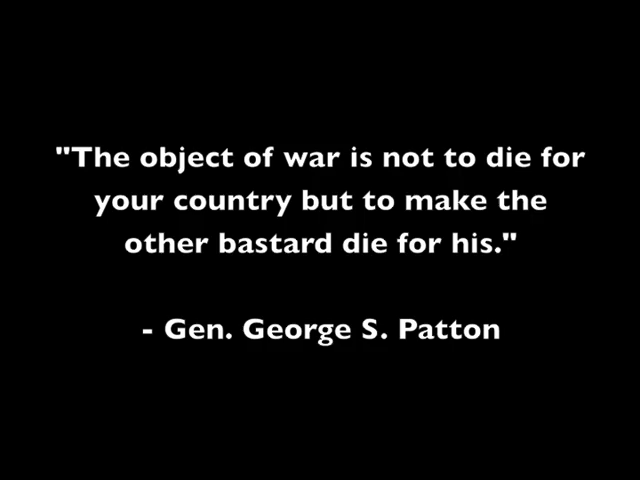 "The object of war is not to die for
your country but to make the
other bastard die for his."
- Gen. George S. Patton